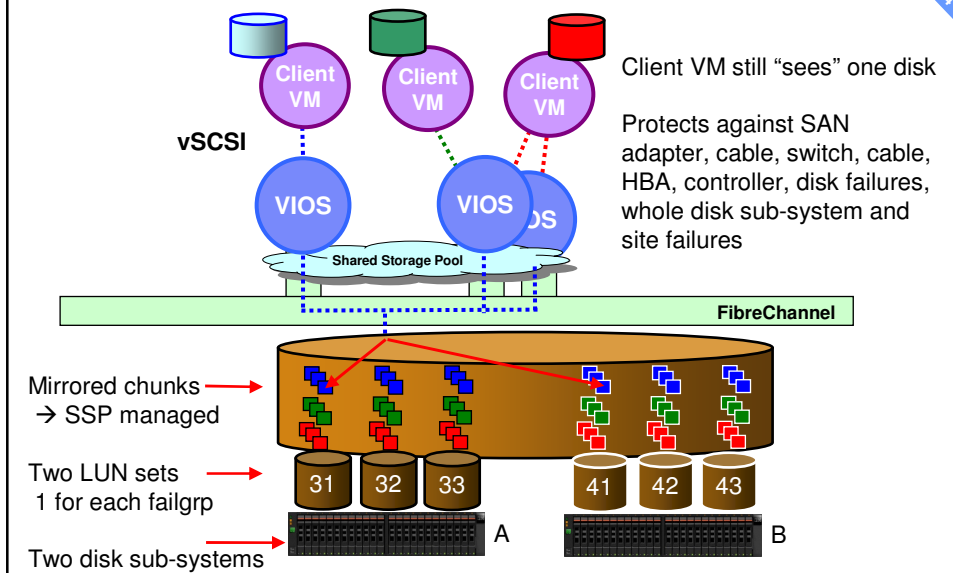 Client
VM
Client
VM
Client
VM
Client VM still “sees” one disk
Protects against SAN
adapter, cable, switch, cable,
HBA, controller, disk failures,
whole disk sub-system and
site failures
vSCSI
VIOS
VIOS
OS
Shared Storage Pool
FibreChannel
Mirrored chunks
→ SSP managed
Two LUN sets
1 for each failgrp
31
32
33
41
42
43
Two disk sub-systems
A
B